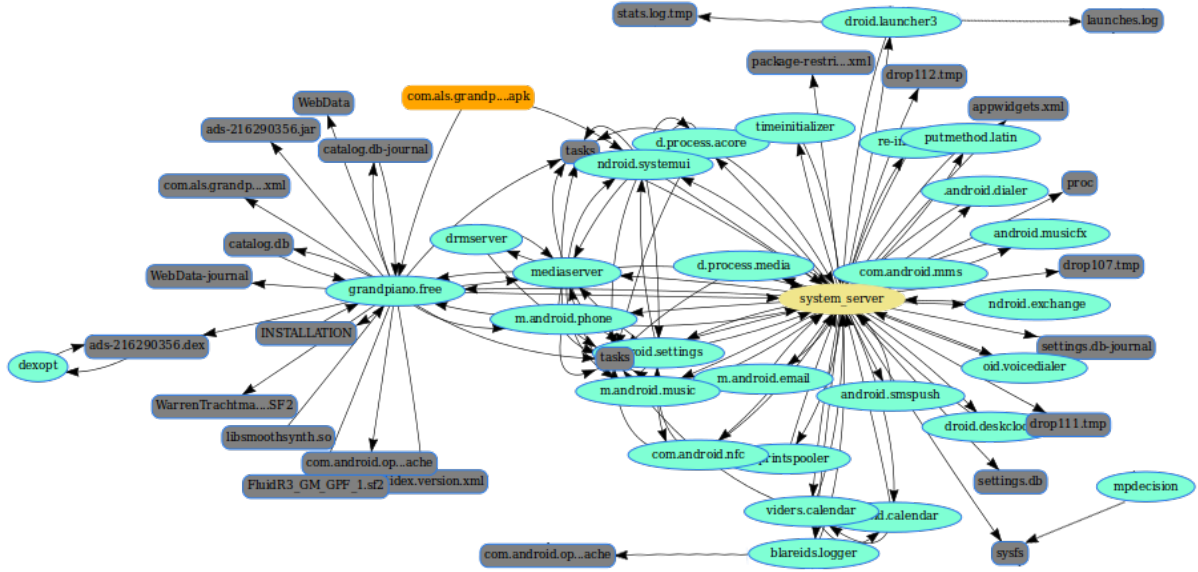 stats.log.tmp
droid.launcher3
launches.log
package-restri....xml
drop112.tmp
com.als.grandp....apk
WebData
appwidgets.xml
ads-216290356.jar
timeinitializer
re-in
putmethod.latin
catalog.db-journal
tasks
d.process.acore
ndroid.systemui
com.als.grandp....xml
.android.dialer
proc
catalog.db
drmserver
android.musicfx
WebData-journal
mediaserver
d.process.media
com.android.mms
drop107.tmp
grandpiano.free
system_server
ndroid.exchange
m.android.phone
INSTALLATION
ads-216290356.dex
tasks
roid.settings
settings.db-journal
dexopt
oid.voicedialer
m.android.music
m.android.email
android.smspush
WarrenTrachtma....SF2
libsmoothsynth.so
droid.deskcloc
drop111.tmp
com.android.op...ache
com.android.nfc
printspooler
FluidR3_GM_GPF_1.sf2
idex.version.xml
settings.db
mpdecision
viders.calendar
id.calendar
com.android.op...ache
blareids.logger
sysfs